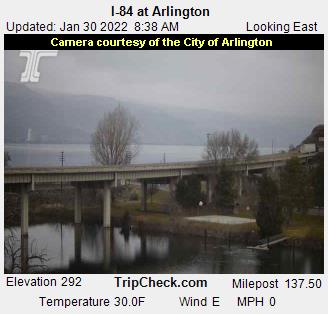 I-84 at Arlington
Updated: Jan 30 2022 8:38 AM Looking East
Camera courtesy of the City of Arlington
Elevation 292 TripCheck.com Milepost 137.50
Temperature 30.0F Wind E MPH 0